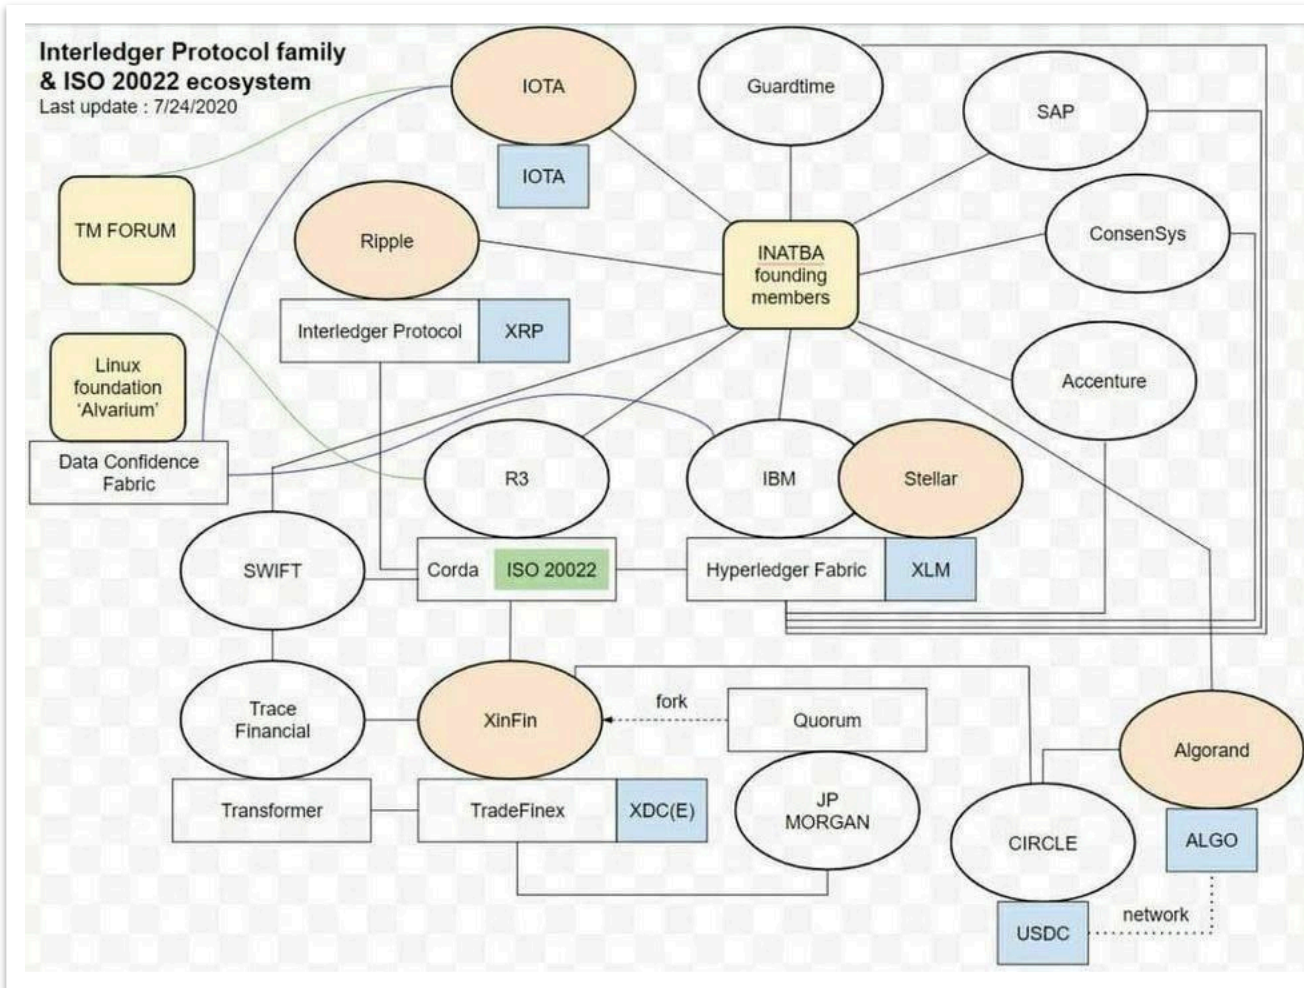 Interledger Protocol family
& ISO 20022 ecosystem
Last update : 7/24/2020
IOTA
IOTA
Guardtime
SAP
TM FORUM
Ripple
Interledger Protocol
XRP
INATBA
founding
members
ConsenSys
Linux
foundation
‘Alvarium’
Data Confidence
Fabric
Accenture
R3
IBM
Stellar
SWIFT
Corda
ISO 20022
Hyperledger Fabric
XLM
Trace
Financial
XinFin
fork
Quorum
Algorand
Transformer
TradeFinex
XDC(E)
JP
MORGAN
CIRCLE
ALGO
USDC
network